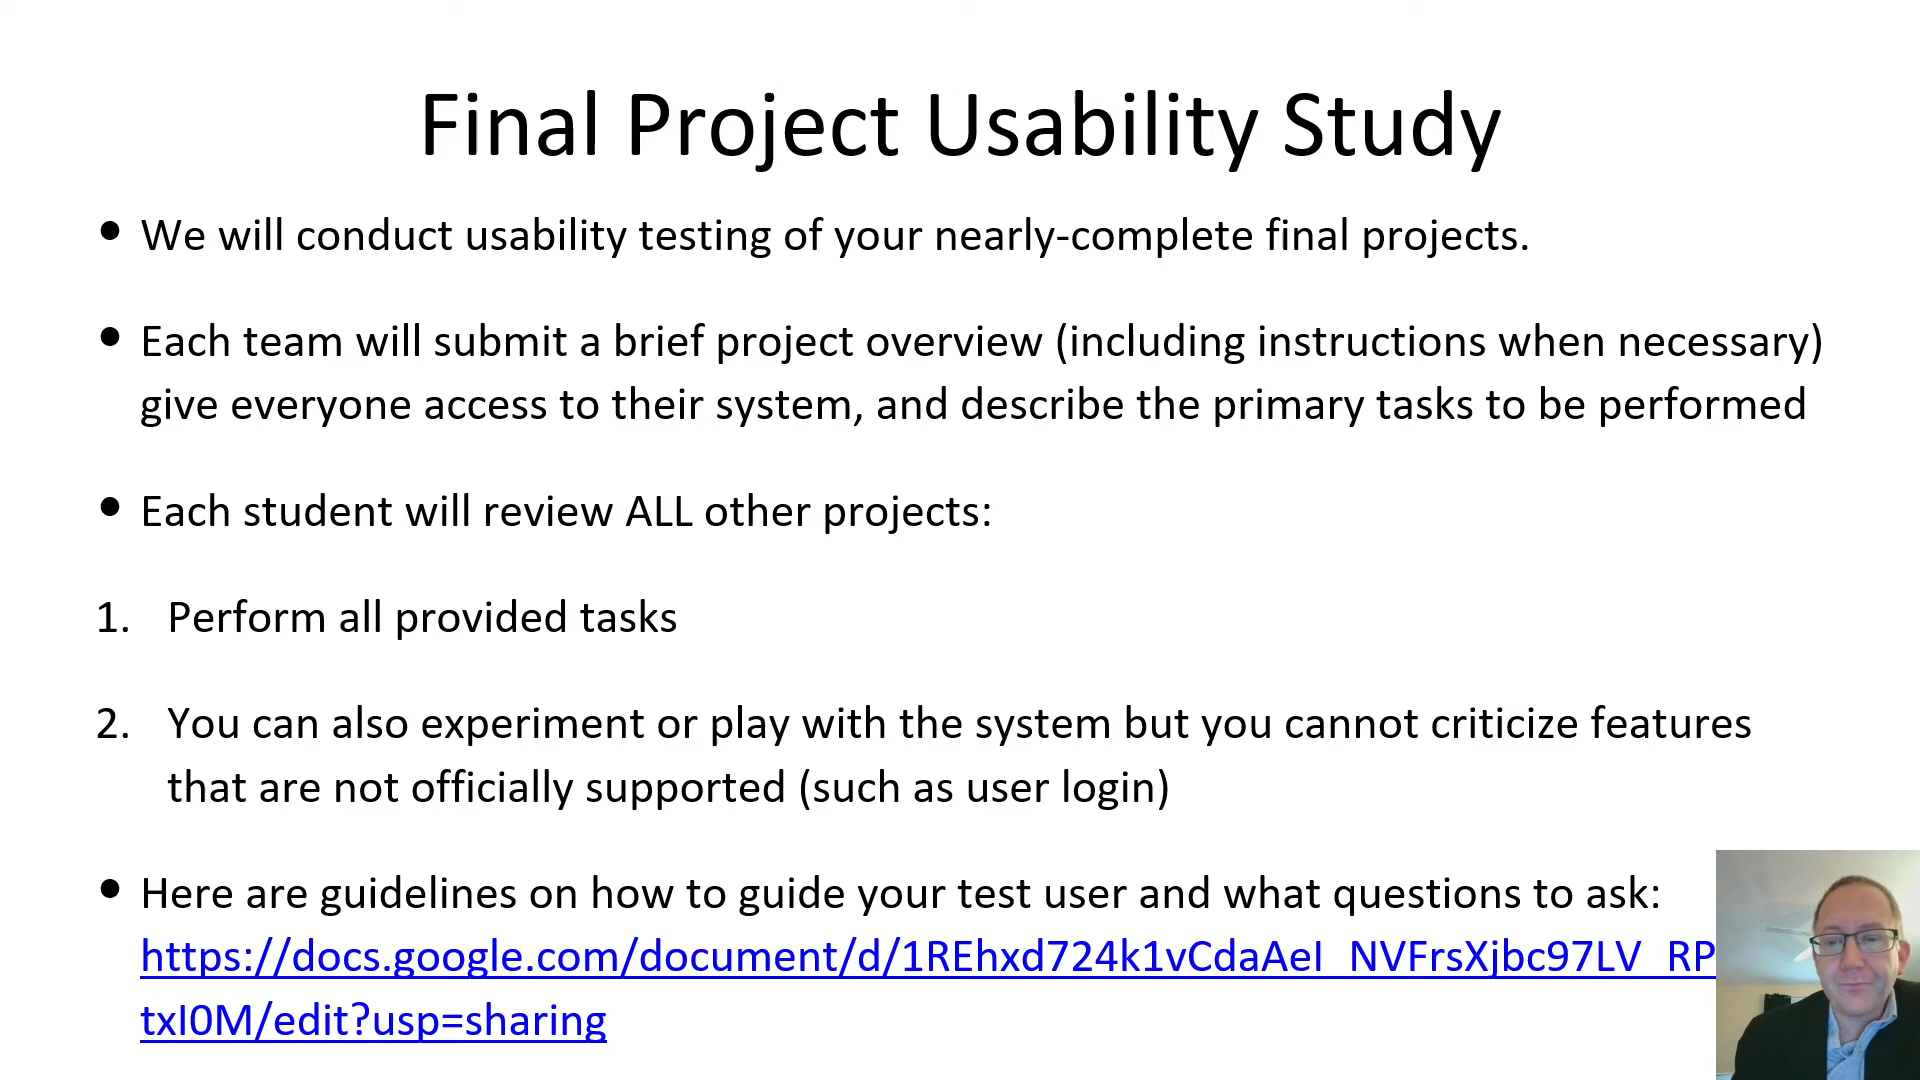 Final Project Usability Study
• We will conduct usability testing of your nearly-complete final projects.
• Each team will submit a brief project overview (including instructions when necessary)
give everyone access to their system, and describe the primary tasks to be performed
• Each student will review ALL other projects:
1. Perform all provided tasks
2. You can also experiment or play with the system but you cannot criticize features
that are not officially supported (such as user login)
• Here are guidelines on how to guide your test user and what questions to ask:
https://docs.google.com/document/d/1REhxd724k1vCdaAeI_NVFrsXjbc97LV_RP
txI0M/edit?usp=sharing